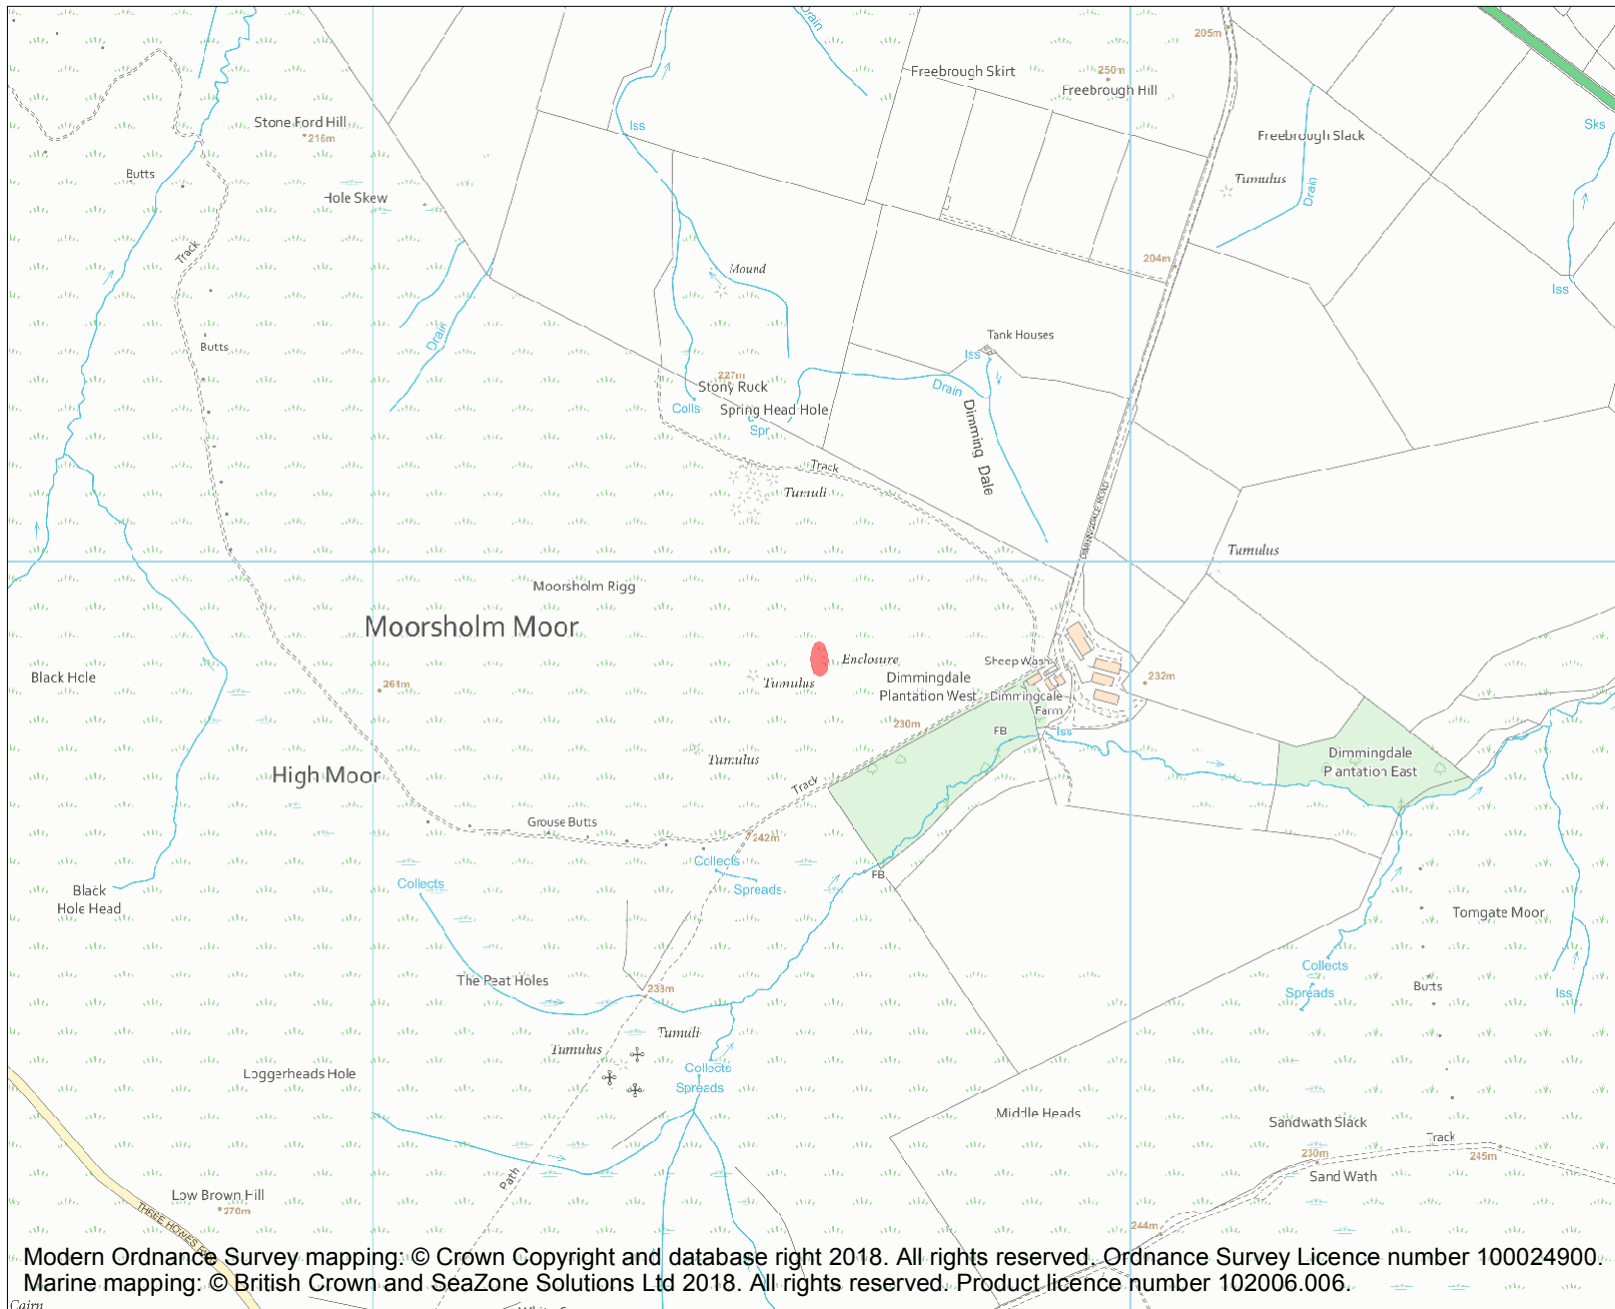 Drain
205m
Freebrough Skirt
250m
Freebrough Hill
Stone Ford Hill
216m
Iss
Freebrough Slack
Sks
Butts
Tumulus
Hole Skew
Drain
Track
204m
Mound
Iss
Drain
Butts
Tank Houses
Iss
227m
Stony Ruck
Drain
Colls
Spring Head Hole
Spr
Dimming Dale
Track
Tumuli
DIMMINGDALE ROAD
Tumulus
Moorsholm Rigg
Moorsholm Moor
Enclosure
Sheep Wash
Black Hole
261m
Tumulus
Dimmingdale
Plantation West
Dimmingdale
Farm
232m
230m
FB
Iss
Tumulus
Dimmingdale
Plantation East
High Moor
Track
Grouse Butts
242m
Collects
Spreads
FB
Collects
Black
Hole Head
Tomgate Moor
The Peat Holes
238m
Collects
Spreads
Butts
Iss
Tumuli
Tumulus
Collects
Spreads
Loggerheads Hole
Middle Heads
Sandwath Slack
Track
230m
245m
Sand Wath
Path
Low Brown Hill
270m
THREE HOWES
244m
Modern Ordnance Survey mapping: © Crown Copyright and database right 2018. All rights reserved. Ordnance Survey Licence number 100024900.
Marine mapping: © British Crown and SeaZone Solutions Ltd 2018. All rights reserved. Product licence number 102006.006.
Cairn